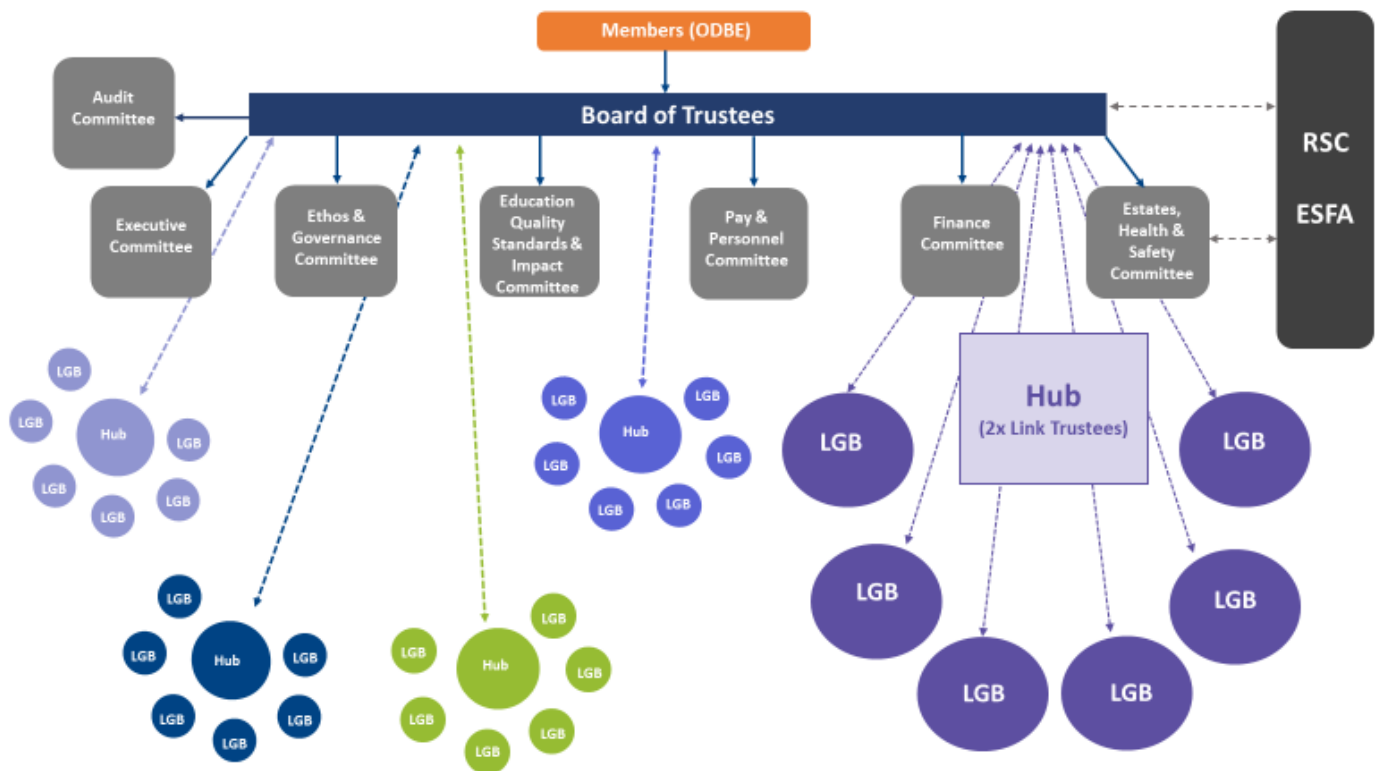 Members (ODBE)
Board of Trustees
Audit
Committee
RSC
ESFA
Executive
Committee
Ethos &
Governance
Committee
Education
Quality
Standards &
Impact
Committee
Pay &
Personnel
Committee
Finance
Committee
Estates,
Health &
Safety
Committee
LGB
LGB
LGB
LGB
LGB
LGB
Hub
LGB
LGB
LGB
LGB
LGB
LGB
Hub
LGB
LGB
LGB
LGB
LGB
LGB
Hub
LGB
LGB
LGB
LGB
LGB
LGB
Hub
Hub
(2x Link Trustees)
LGB
LGB
LGB
LGB
LGB
LGB